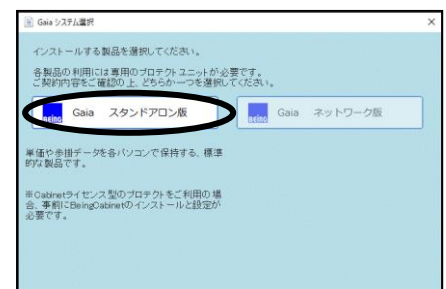 Gaia システム選択
インストールする製品を選択してください。
各製品の利用には専用のプロテクトユニットが必要です。
ご契約内容をご確認の上、どちらか一つを選択してください。
Being Gaia スタンドアロン版
Being Gaia ネットワーク版
単価や歩掛データを各パソコンで保持する、標準
的な製品です。
※Cabinetライセンス型のプロテクトをご利用の場
合、事前にBeingCabinetのインストールと設定が
必要です。